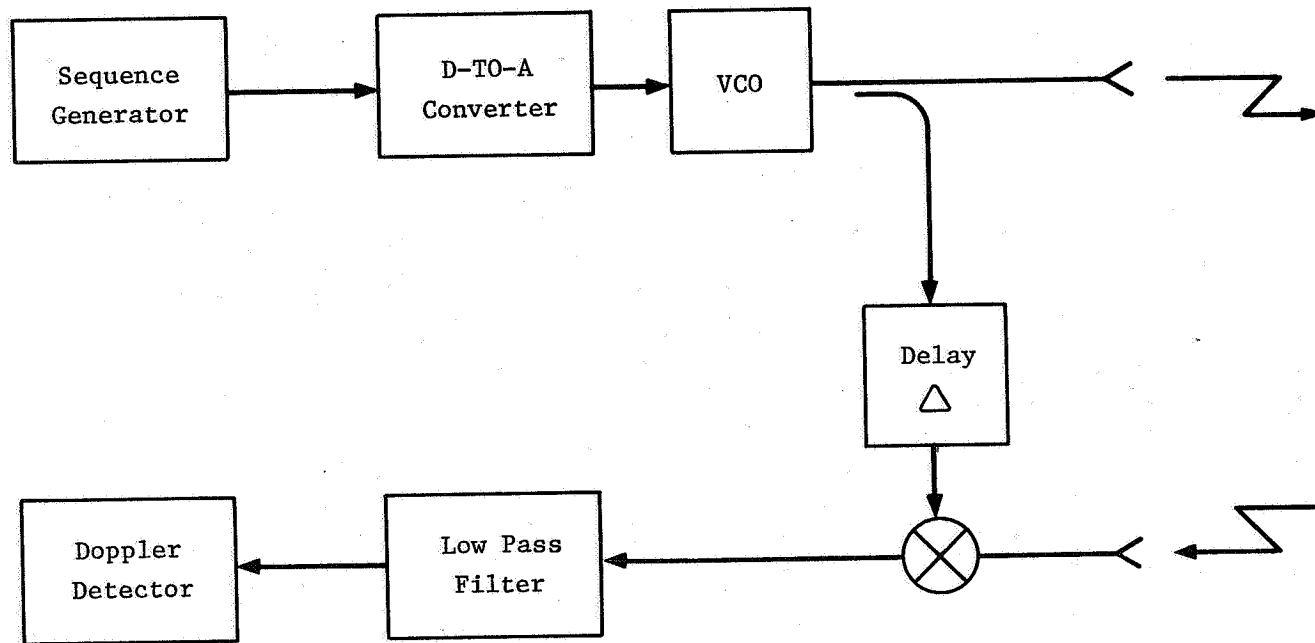 Sequence
Generator
D-TO-A
Converter
VCO
Delay
△
Doppler
Detector
Low Pass
Filter